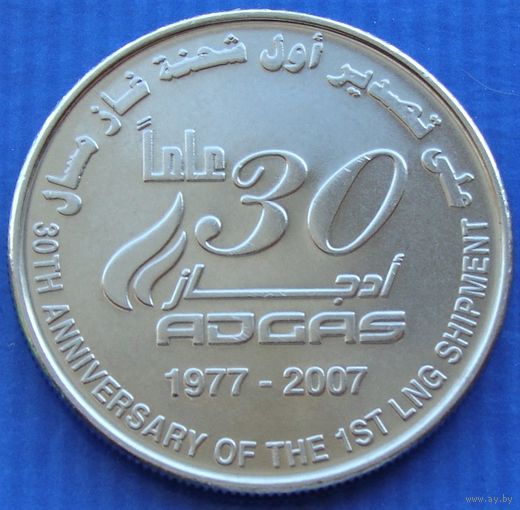 على تصدير أول شحنة غاز مسال
30 عاماً
أدجاز
ADGAS
1977 - 2007
30TH ANNIVERSARY OF THE 1ST LNG SHIPMENT
www.ay.by